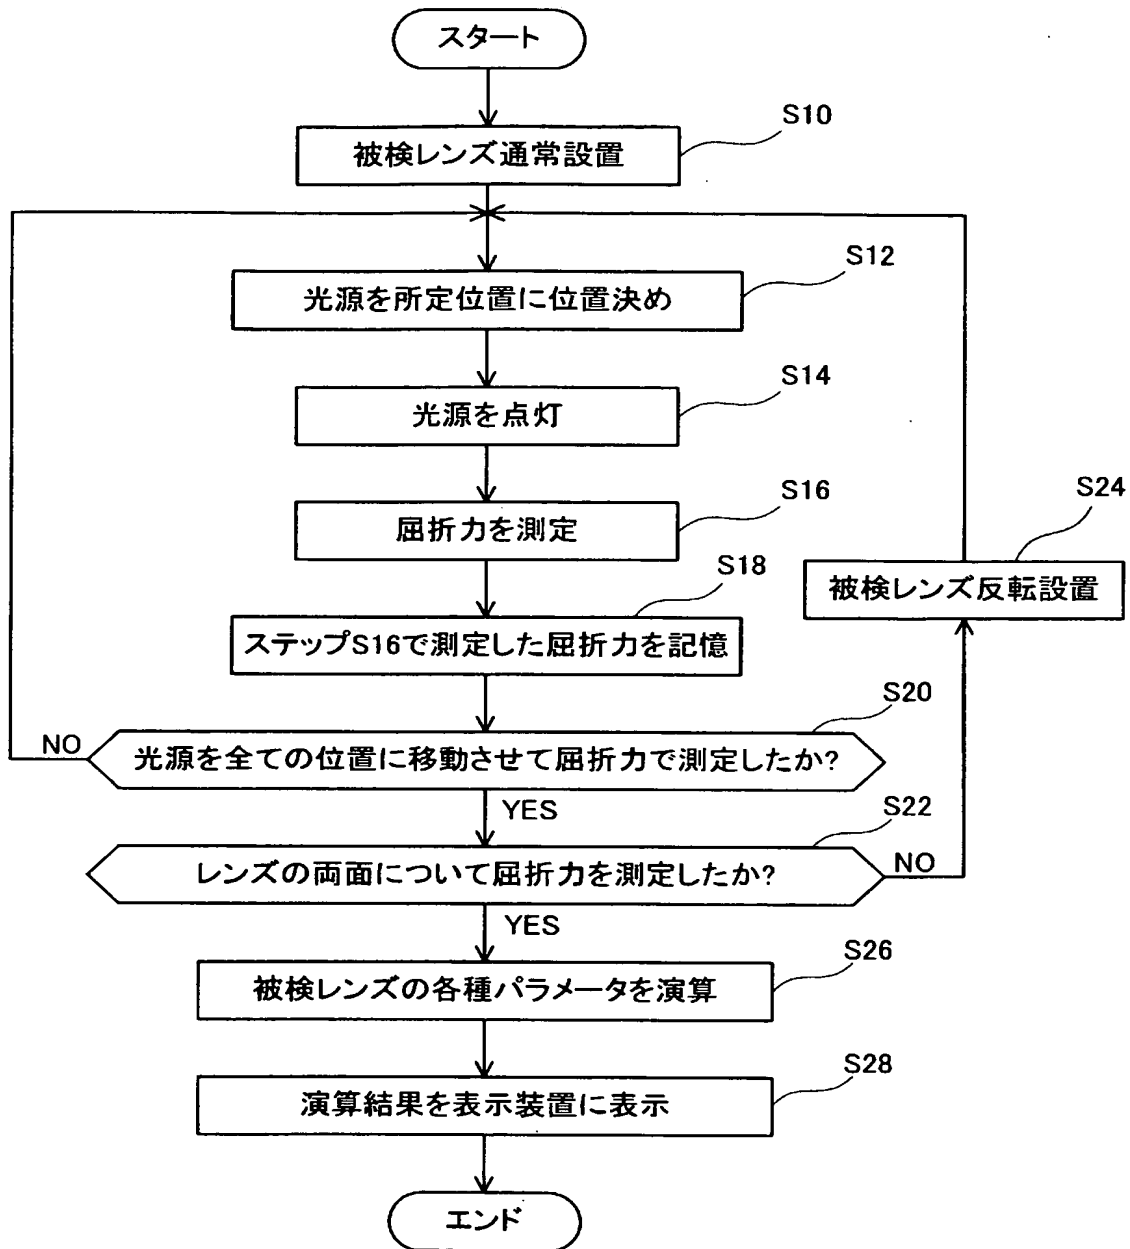 スタート
S10
被検レンズ通常設置
S12
光源を所定位置に位置決め
S14
光源を点灯
S16
屈折力を測定
S24
被検レンズ反転設置
S18
ステップS16で測定した屈折力を記憶
S20
NO
光源を全ての位置に移動させて屈折力で測定したか?
YES
S22
レンズの両面について屈折力を測定したか?
NO
YES
S26
被検レンズの各種パラメータを演算
S28
演算結果を表示装置に表示
エンド